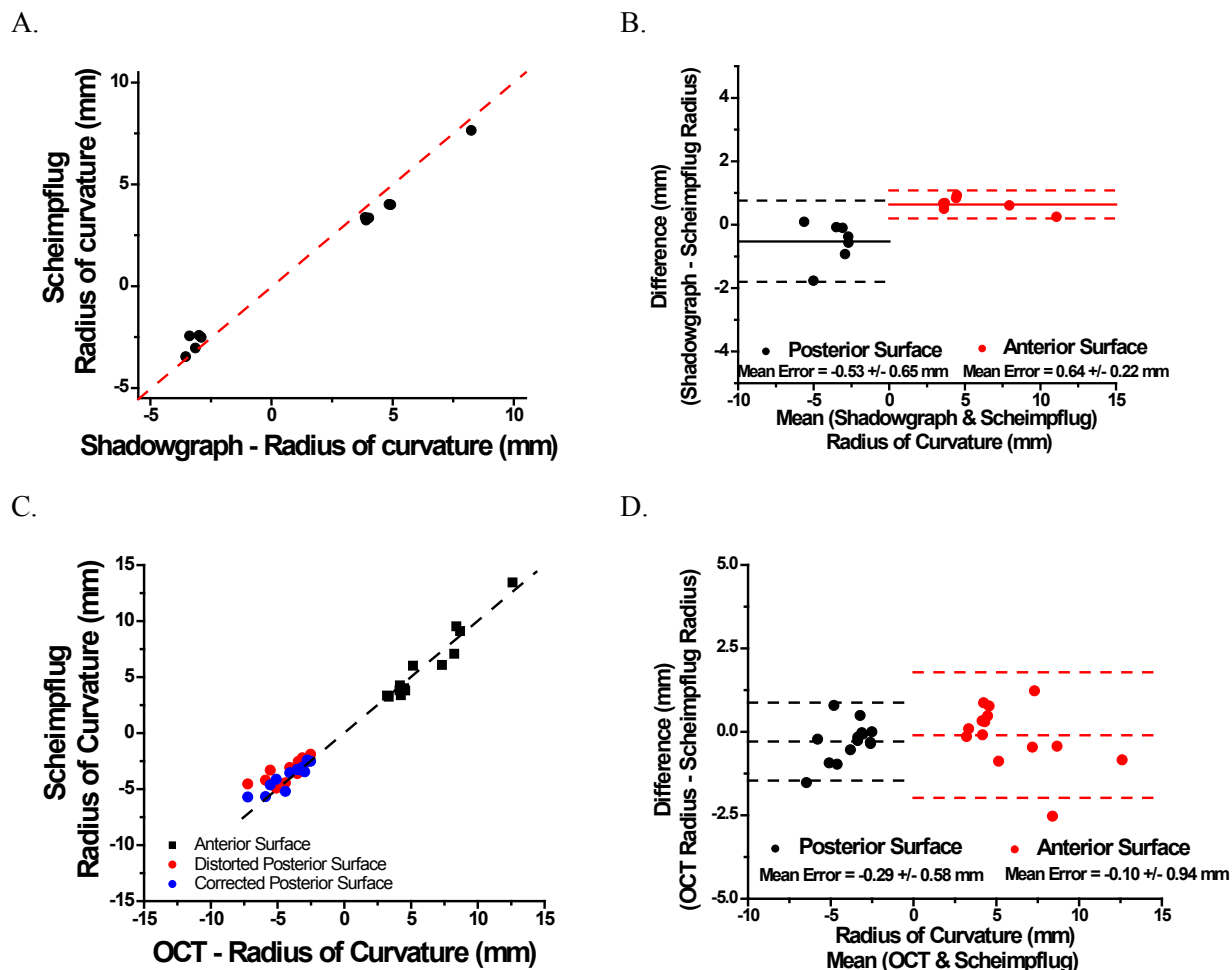 A.
Scheimpflug
Radius of curvature (mm)
10
5
0
-5
-5
0
5
10
Shadowgraph - Radius of curvature (mm)
B.
Difference (mm)
(Shadowgraph - Scheimpflug Radius)
4
2
0
-2
-4
Posterior Surface
Mean Error = -0.53 +/- 0.65 mm
Anterior Surface
Mean Error = 0.64 +/- 0.22 mm
-10
-5
0
5
10
15
Mean (Shadowgraph & Scheimpflug)
Radius of Curvature (mm)
C.
Scheimpflug
Radius of Curvature (mm)
15
10
5
0
-5
-10
-15
Anterior Surface
Distorted Posterior Surface
Corrected Posterior Surface
-15
-10
-5
0
5
10
15
OCT - Radius of Curvature (mm)
D.
Difference (mm)
(OCT Radius - Scheimpflug Radius)
5.0
2.5
0.0
-2.5
-5.0
Posterior Surface
Mean Error = -0.29 +/- 0.58 mm
Anterior Surface
Mean Error = -0.10 +/- 0.94 mm
-10
-5
0
5
10
15
Radius of Curvature (mm)
Mean (OCT & Scheimpflug)